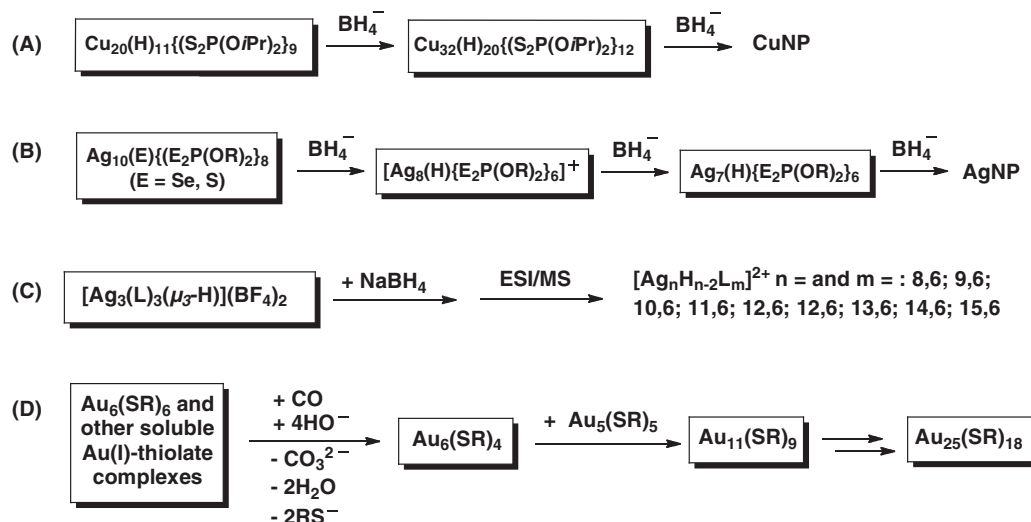 (A) Cu₂₀(H)₁₁{(S₂P(OiPr)₂}₉ BH₄⁻ Cu₃₂(H)₂₀{(S₂P(OiPr)₂}₁₂ BH₄⁻ CuNP
(B) Ag₁₀(E){(E₂P(OR)₂}₈
(E = Se, S)
BH₄⁻ [Ag₈(H){E₂P(OR)₂}₆]⁺ BH₄⁻ Ag₇(H){E₂P(OR)₂}₆ BH₄⁻ AgNP
(C) [Ag₃(L)₃(μ₃-H)](BF₄)₂ + NaBH₄ ESI/MS [AgₙHₙ₋₂Lₘ]²⁺ n = and m = : 8,6; 9,6;
10,6; 11,6; 12,6; 12,6; 13,6; 14,6; 15,6
(D) Au₆(SR)₆ and
other soluble
Au(I)-thiolate
complexes
+ CO
+ 4HO⁻
- CO₃²⁻
- 2H₂O
- 2RS⁻
Au₆(SR)₄ + Au₅(SR)₅ Au₁₁(SR)₉ Au₂₅(SR)₁₈